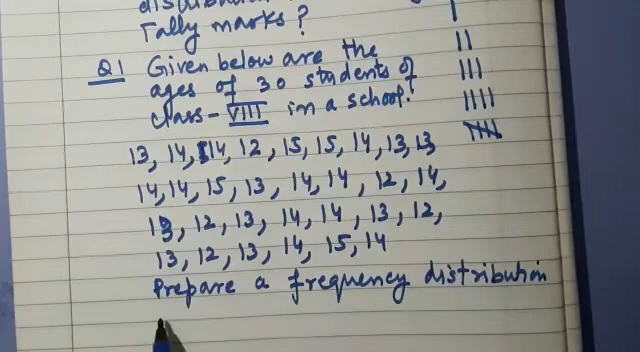 Tally marks?
Q1 Given below are the
ages of 30 students of
class-VIII in a school.
13, 14, 14, 12, 15, 15, 14, 13, 13,
14, 14, 15, 13, 14, 14, 12, 14,
13, 12, 13, 14, 14, 13, 12,
13, 12, 13, 14, 15, 14
Prepare a frequency distribution
|
||
|||
||||